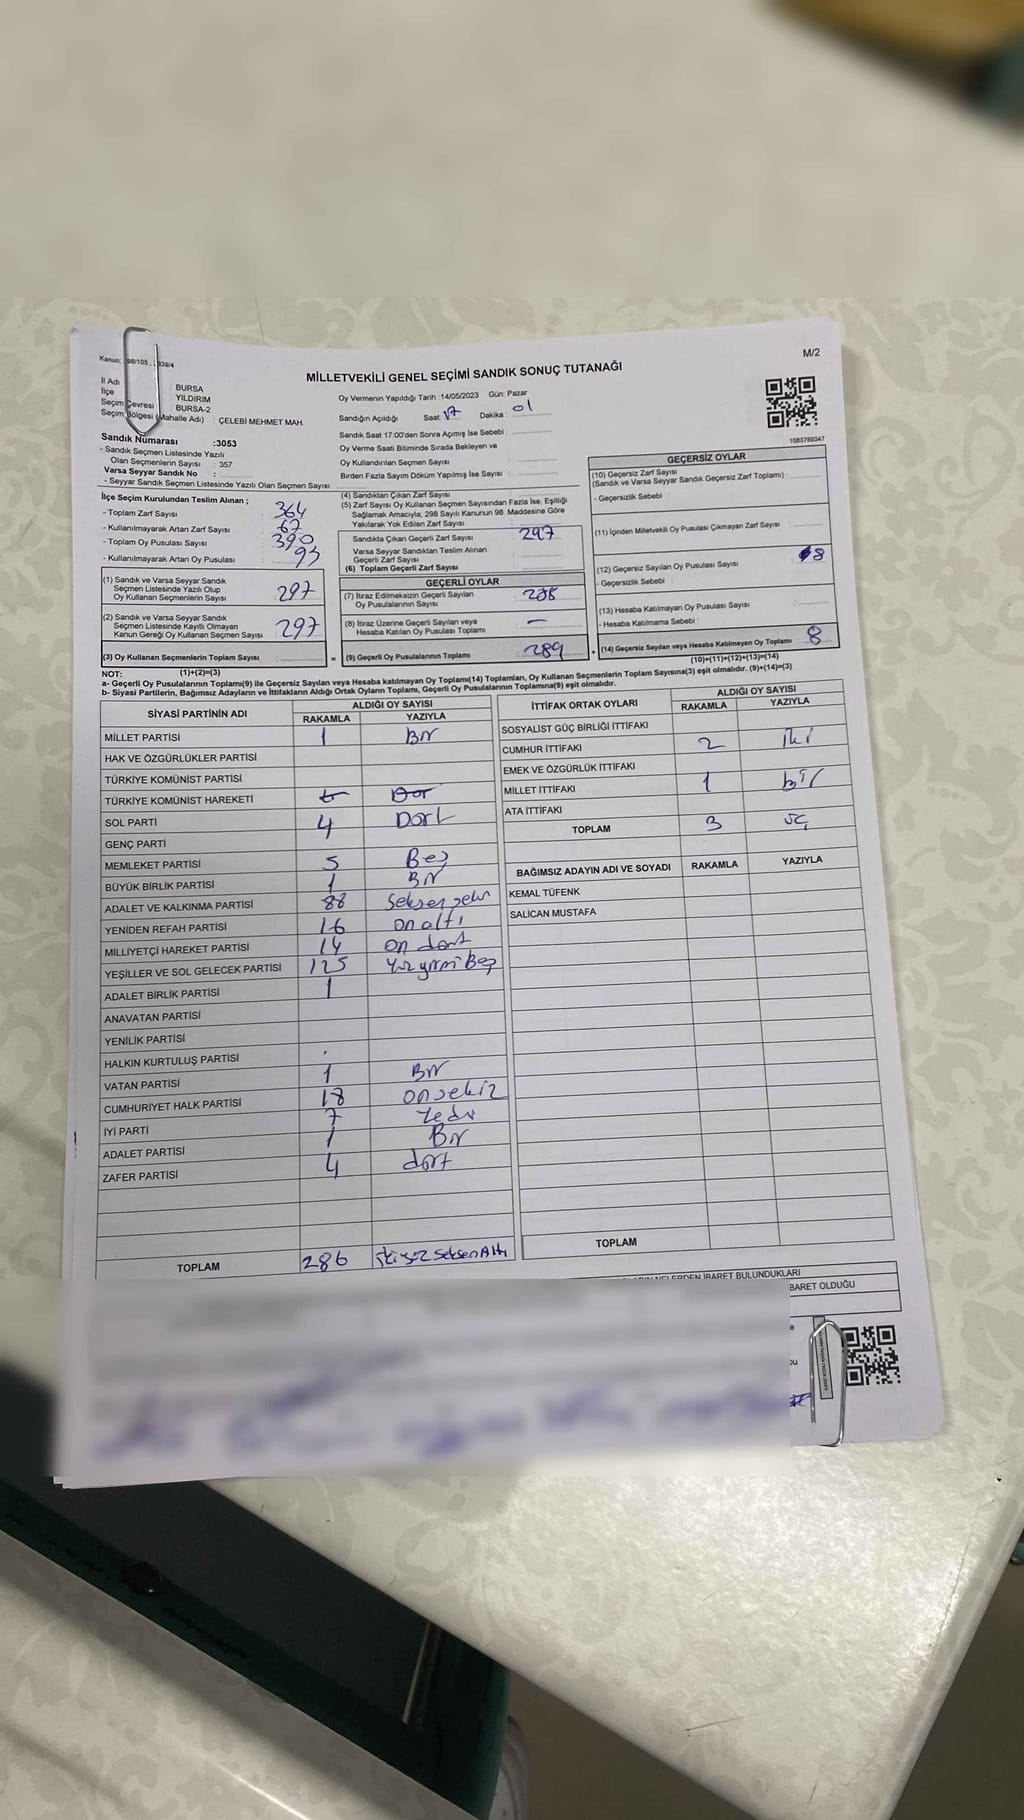 Kanun: 98/105
M/2
MİLLETVEKİLİ GENEL SEÇİMİ SANDIK SONUÇ TUTANAĞI
İl Adı : BURSA
İlçe : YILDIRIM
Seçim Çevresi : BURSA-2
Seçim Bölgesi (Mahalle Adı) : ÇELEBİ MEHMET MAH.
Sandık Numarası :3053
- Sandık Seçmen Listesinde Yazılı
Olan Seçmenlerin Sayısı : 357
Varsa Seyyar Sandık No :
- Seyyar Sandık Seçmen Listesinde Yazılı Olan Seçmen Sayısı:
İlçe Seçim Kurulundan Teslim Alınan ;
- Toplam Zarf Sayısı : 364
- Kullanılmayarak Artan Zarf Sayısı : 67
- Toplam Oy Pusulası Sayısı : 390
- Kullanılmayarak Artan Oy Pusulası : 93
(1) Sandık ve Varsa Seyyar Sandık
Seçmen Listesinde Yazılı Olup
Oy Kullanan Seçmenlerin Sayısı : 297
(2) Sandık ve Varsa Seyyar Sandık
Seçmen Listesinde Kayıtlı Olmayan
Kanun Gereği Oy Kullanan Seçmen Sayısı : 297
(3) Oy Kullanan Seçmenlerin Toplam Sayısı :
Oy Vermenin Yapıldığı Tarih :14/05/2023 Gün: Pazar
Sandığın Açıldığı Saat: 17 Dakika : 01
Sandık Saat 17:00'den Sonra Açımış İse Sebebi :
Oy Verme Saati Bitiminde Sırada Bekleyen ve
Oy Kullandırılan Seçmen Sayısı :
Birden Fazla Sayım Döküm Yapılmış İse Sayısı :
(4) Sandıktan Çıkan Zarf Sayısı :
(5) Zarf Sayısı Oy Kullanan Seçmen Sayısından Fazla İse, Eşitliği
Sağlamak Amacıyla, 298 Sayılı Kanunun 98. Maddesine Göre
Yakılarak Yok Edilen Zarf Sayısı :
Sandıkta Çıkan Geçerli Zarf Sayısı : 297
Varsa Seyyar Sandıktan Teslim Alınan
Geçerli Zarf Sayısı :
(6) Toplam Geçerli Zarf Sayısı :
GEÇERLİ OYLAR
(7) İtiraz Edilmeksizin Geçerli Sayılan
Oy Pusulalarının Sayısı :
(8) İtiraz Üzerine Geçerli Sayılan veya
Hesaba Katılan Oy Pusulası Toplamı : –
= (9) Geçerli Oy Pusulalarının Toplamı : 289
1083789347
GEÇERSİZ OYLAR
(10) Geçersiz Zarf Sayısı
(Sandık ve Varsa Seyyar Sandık Geçersiz Zarf Toplamı) :
- Geçersizlik Sebebi :
(11) İçinden Milletvekili Oy Pusulası Çıkmayan Zarf Sayısı :
(12) Geçersiz Sayılan Oy Pusulası Sayısı : 8
- Geçersizlik Sebebi :
(13) Hesaba Katılmayan Oy Pusulası Sayısı :
- Hesaba Katılmama Sebebi :
+ (14) Geçersiz Sayılan veya Hesaba Katılmayan Oy Toplamı : 8
(10)+(11)+(12)+(13)=(14)
NOT: (1)+(2)=(3)
a- Geçerli Oy Pusulalarının Toplamı(9) ile Geçersiz Sayılan veya Hesaba Katılmayan Oy Toplamı(14) Toplamları, Oy Kullanan Seçmenlerin Toplam Sayısına(3) eşit olmalıdır. (9)+(14)=(3)
b- Siyasi Partilerin, Bağımsız Adayların ve İttifakların Aldığı Ortak Oyların Toplamı, Geçerli Oy Pusulalarının Toplamına(9) eşit olmalıdır.
SİYASİ PARTİNİN ADI ALDIĞI OY SAYISI
RAKAMLA YAZIYLA
MİLLET PARTİSİ 1 Bir
HAK VE ÖZGÜRLÜKLER PARTİSİ
TÜRKİYE KOMÜNİST PARTİSİ
TÜRKİYE KOMÜNİST HAREKETİ
SOL PARTİ 4 Dört
GENÇ PARTİ
MEMLEKET PARTİSİ 5 Beş
BÜYÜK BİRLİK PARTİSİ 1 Bir
ADALET VE KALKINMA PARTİSİ 88 Seksensekiz
YENİDEN REFAH PARTİSİ 16 on altı
MİLLİYETÇİ HAREKET PARTİSİ 14 on dört
YEŞİLLER VE SOL GELECEK PARTİSİ 125 Yüzyirmi Beş
ADALET BİRLİK PARTİSİ 1
ANAVATAN PARTİSİ
YENİLİK PARTİSİ
HALKIN KURTULUŞ PARTİSİ
VATAN PARTİSİ 1 Bir
CUMHURİYET HALK PARTİSİ 18 onsekiz
İYİ PARTİ 7 Yedi
ADALET PARTİSİ 1 Bir
ZAFER PARTİSİ 4 dört
TOPLAM 286 ikiyüz Seksen Altı
İTTİFAK ORTAK OYLARI ALDIĞI OY SAYISI
RAKAMLA YAZIYLA
SOSYALİST GÜÇ BİRLİĞİ İTTİFAKI
CUMHUR İTTİFAKI 2 iki
EMEK VE ÖZGÜRLÜK İTTİFAKI
MİLLET İTTİFAKI 1 bir
ATA İTTİFAKI
TOPLAM 3 üç
BAĞIMSIZ ADAYIN ADI VE SOYADI RAKAMLA YAZIYLA
KEMAL TÜFENK
SALİCAN MUSTAFA
TOPLAM
NELERDEN İBARET BULUNDUKLARI
BARET OLDUĞU